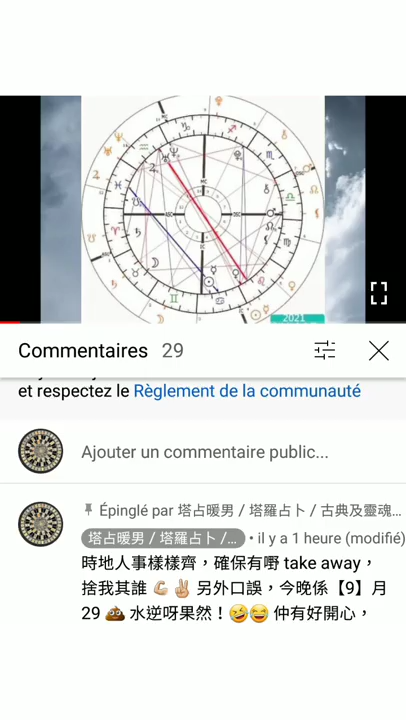 2021
Commentaires 29
et respectez le Règlement de la communauté
Ajouter un commentaire public...
Épinglé par 塔占暖男 / 塔羅占卜 / 古典及靈魂...
塔占暖男 / 塔羅占卜 /... • il y a 1 heure (modifié)
時地人事樣樣齊，確保有嘢 take away，
捨我其誰 💪🏼 ✌🏼 另外口誤，今晚係【9】月
29 💩 水逆呀果然！🤣😂 仲有好開心，